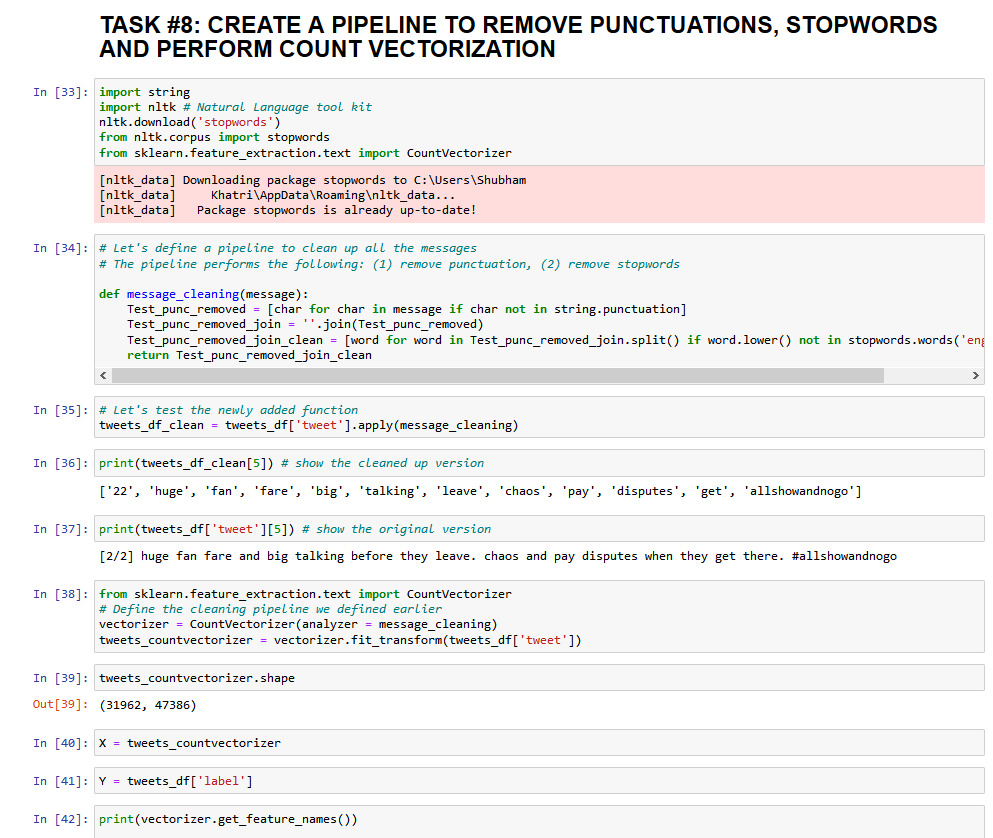 TASK #8: CREATE A PIPELINE TO REMOVE PUNCTUATIONS, STOPWORDS
AND PERFORM COUNT VECTORIZATION
In [33]: import string
import nltk # Natural Language tool kit
nltk.download('stopwords')
from nltk.corpus import stopwords
from sklearn.feature_extraction.text import CountVectorizer
[nltk_data] Downloading package stopwords to C:\Users\Shubham
[nltk_data]     Khatri\AppData\Roaming\nltk_data...
[nltk_data]   Package stopwords is already up-to-date!
In [34]: # Let's define a pipeline to clean up all the messages
# The pipeline performs the following: (1) remove punctuation, (2) remove stopwords
def message_cleaning(message):
    Test_punc_removed = [char for char in message if char not in string.punctuation]
    Test_punc_removed_join = ''.join(Test_punc_removed)
    Test_punc_removed_join_clean = [word for word in Test_punc_removed_join.split() if word.lower() not in stopwords.words('eng
    return Test_punc_removed_join_clean
In [35]: # Let's test the newly added function
tweets_df_clean = tweets_df['tweet'].apply(message_cleaning)
In [36]: print(tweets_df_clean[5]) # show the cleaned up version
['22', 'huge', 'fan', 'fare', 'big', 'talking', 'leave', 'chaos', 'pay', 'disputes', 'get', 'allshowandnogo']
In [37]: print(tweets_df['tweet'][5]) # show the original version
[2/2] huge fan fare and big talking before they leave. chaos and pay disputes when they get there. #allshowandnogo
In [38]: from sklearn.feature_extraction.text import CountVectorizer
# Define the cleaning pipeline we defined earlier
vectorizer = CountVectorizer(analyzer = message_cleaning)
tweets_countvectorizer = vectorizer.fit_transform(tweets_df['tweet'])
In [39]: tweets_countvectorizer.shape
Out[39]: (31962, 47386)
In [40]: X = tweets_countvectorizer
In [41]: Y = tweets_df['label']
In [42]: print(vectorizer.get_feature_names())